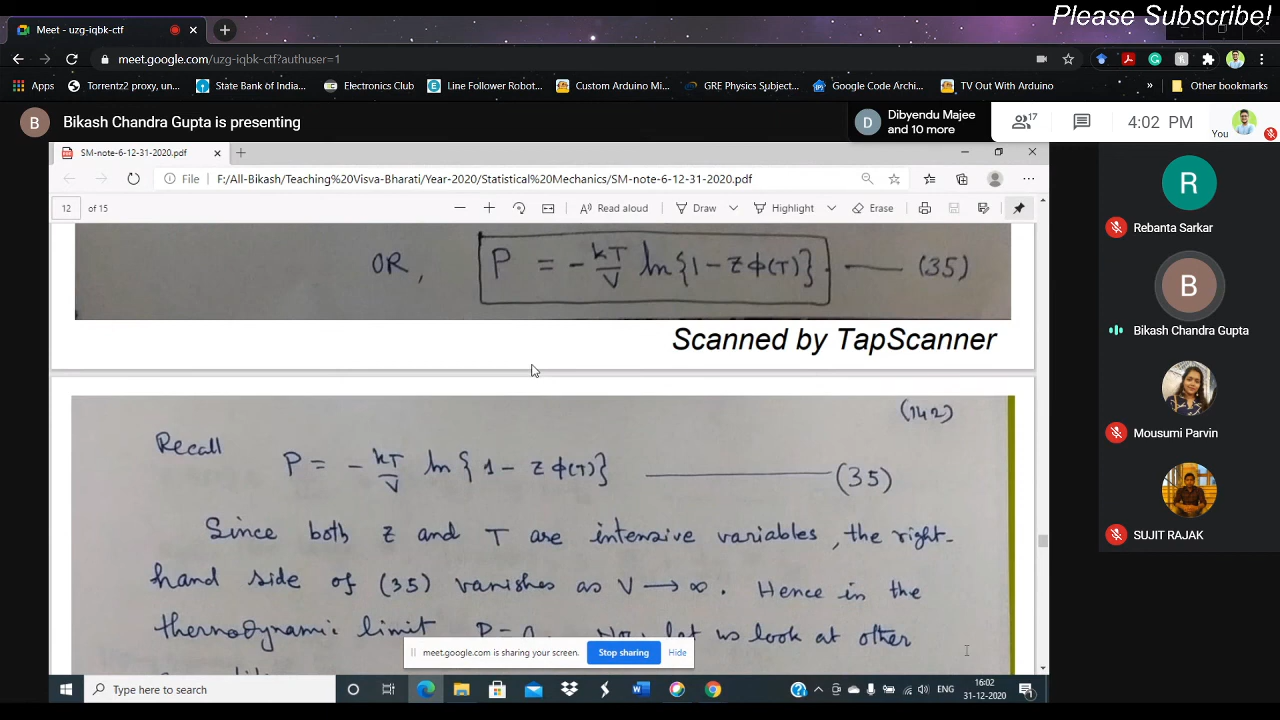 Please Subscribe!
Meet - uzg-iqbk-ctf
meet.google.com/uzg-iqbk-ctf?authuser=1
Apps Torrentz2 proxy, un... State Bank of India... Electronics Club Line Follower Robot... Custom Arduino Mi... GRE Physics Subject... Google Code Archi... TV Out With Arduino » Other bookmarks
B Bikash Chandra Gupta is presenting
D Dibyendu Majee
and 10 more
17
4:02 PM
You
SM-note-6-12-31-2020.pdf
File F:/All-Bikash/Teaching%20Visva-Bharati/Year-2020/Statistical%20Mechanics/SM-note-6-12-31-2020.pdf
12 of 15 Read aloud Draw Highlight Erase
OR, P = - kT/V ln{1 - zφ(T)} (35)
Scanned by TapScanner
(142)
Recall
P = - kT/V ln{1 - zφ(T)} (35)
Since both z and T are intensive variables, the right-
hand side of (35) vanishes as V → ∞. Hence in the
thermodynamic limit let us look at other
meet.google.com is sharing your screen. Stop sharing Hide
R
Rebanta Sarkar
B
Bikash Chandra Gupta
Mousumi Parvin
SUJIT RAJAK
Type here to search
ENG
16:02
31-12-2020